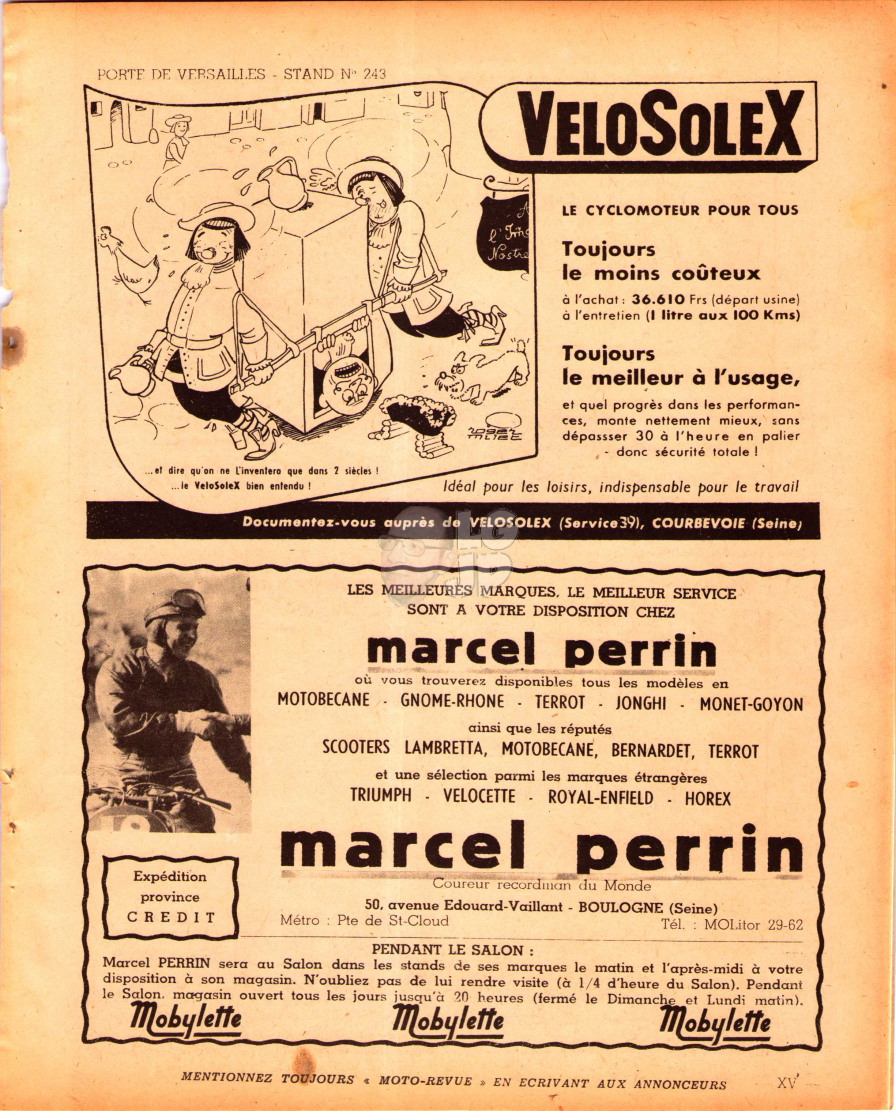 PORTE DE VERSAILLES - STAND N° 243
VELOSOLEX
LE CYCLOMOTEUR POUR TOUS
Toujours
le moins coûteux
à l'achat : 36.610 Frs (départ usine)
à l'entretien (1 litre aux 100 Kms)
Toujours
le meilleur à l'usage,
et quel progrès dans les performan-
ces, monte nettement mieux, sans
dépassser 30 à l'heure en palier
- donc sécurité totale !
A
l'Im
Nostre
ROGER
...et dire qu'on ne L'inventera que dans 2 siècles !
...le VeloSoleX bien entendu !
Idéal pour les loisirs, indispensable pour le travail
Documentez-vous auprès de VELOSOLEX (Service 39), COURBEVOIE (Seine)
LES MEILLEURES MARQUES, LE MEILLEUR SERVICE
SONT A VOTRE DISPOSITION CHEZ
marcel perrin
où vous trouverez disponibles tous les modèles en
MOTOBECANE - GNOME-RHONE - TERROT - JONGHI - MONET-GOYON
ainsi que les réputés
SCOOTERS LAMBRETTA, MOTOBECANE, BERNARDET, TERROT
et une sélection parmi les marques étrangères
TRIUMPH - VELOCETTE - ROYAL-ENFIELD - HOREX
marcel perrin
Coureur recordman du Monde
50, avenue Edouard-Vaillant - BOULOGNE (Seine)
Métro : Pte de St-Cloud Tél. : MOLitor 29-62
Expédition
province
CREDIT
PENDANT LE SALON :
Marcel PERRIN sera au Salon dans les stands de ses marques le matin et l'après-midi à votre
disposition à son magasin. N'oubliez pas de lui rendre visite (à 1/4 d'heure du Salon). Pendant
le Salon, magasin ouvert tous les jours jusqu'à 20 heures (fermé le Dimanche et Lundi matin).
Mobylette Mobylette Mobylette
MENTIONNEZ TOUJOURS « MOTO-REVUE » EN ECRIVANT AUX ANNONCEURS XV